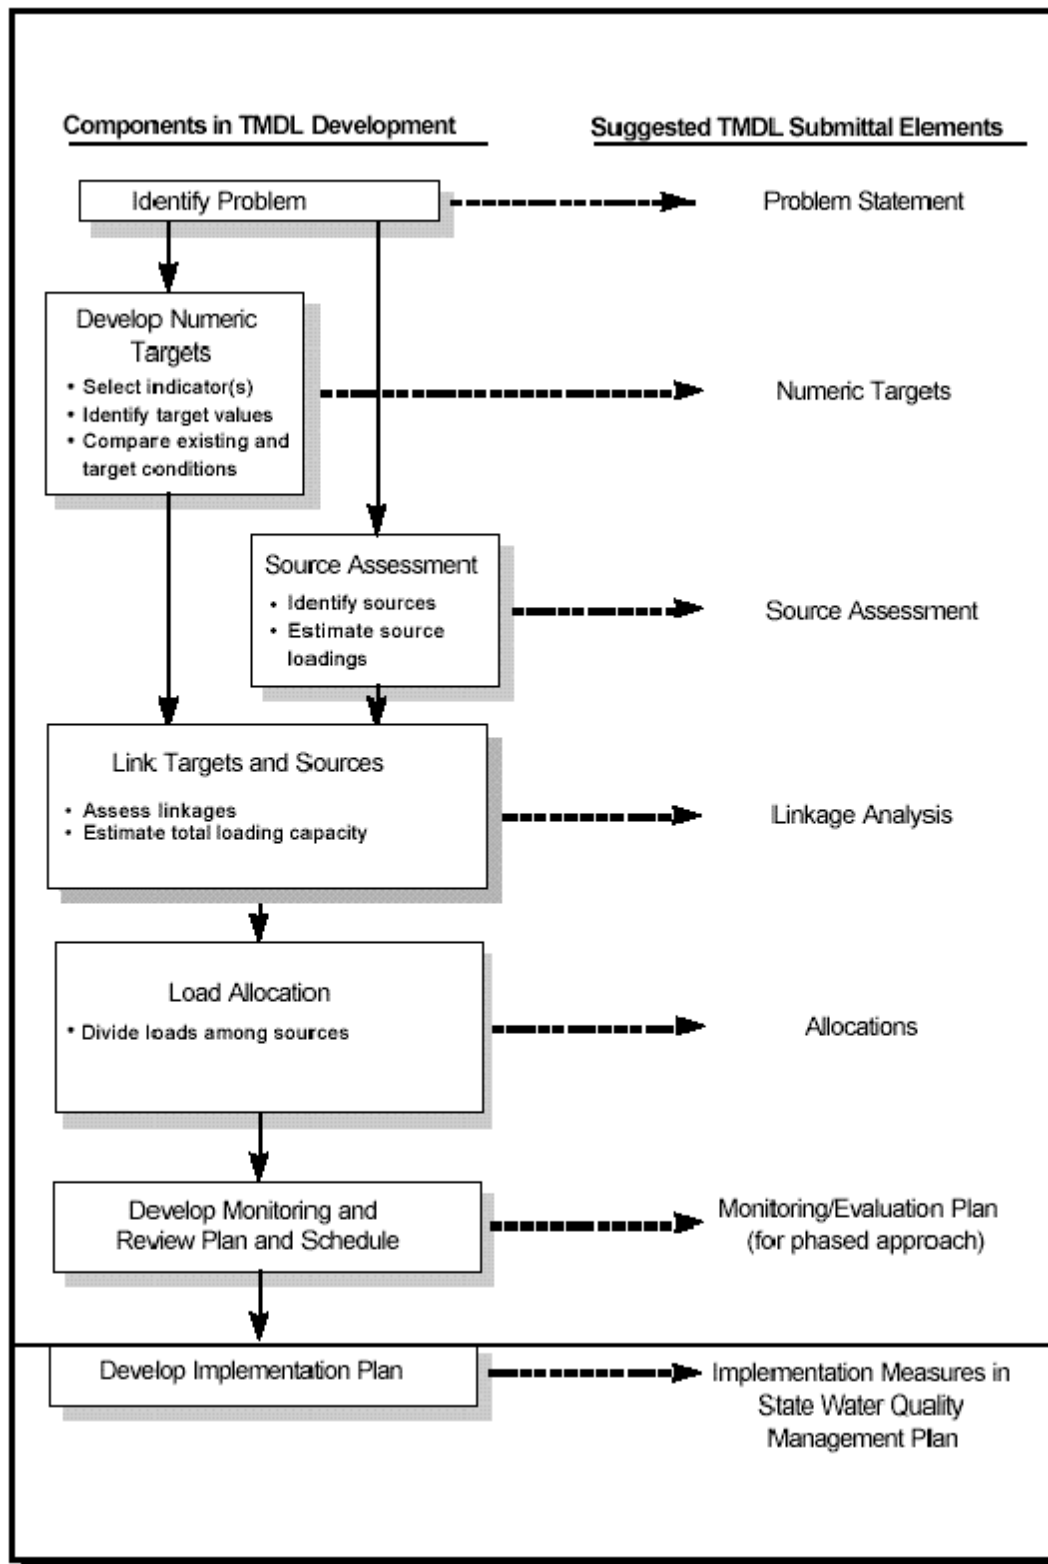 Components in TMDL Development
Suggested TMDL Submittal Elements
Identify Problem
Problem Statement
Develop Numeric
Targets
• Select indicator(s)
• Identify target values
• Compare existing and
target conditions
Numeric Targets
Source Assessment
• Identify sources
• Estimate source
loadings
Source Assessment
Link Targets and Sources
• Assess linkages
• Estimate total loading capacity
Linkage Analysis
Load Allocation
• Divide loads among sources
Allocations
Develop Monitoring and
Review Plan and Schedule
Monitoring/Evaluation Plan
(for phased approach)
Develop Implementation Plan
Implementation Measures in
State Water Quality
Management Plan